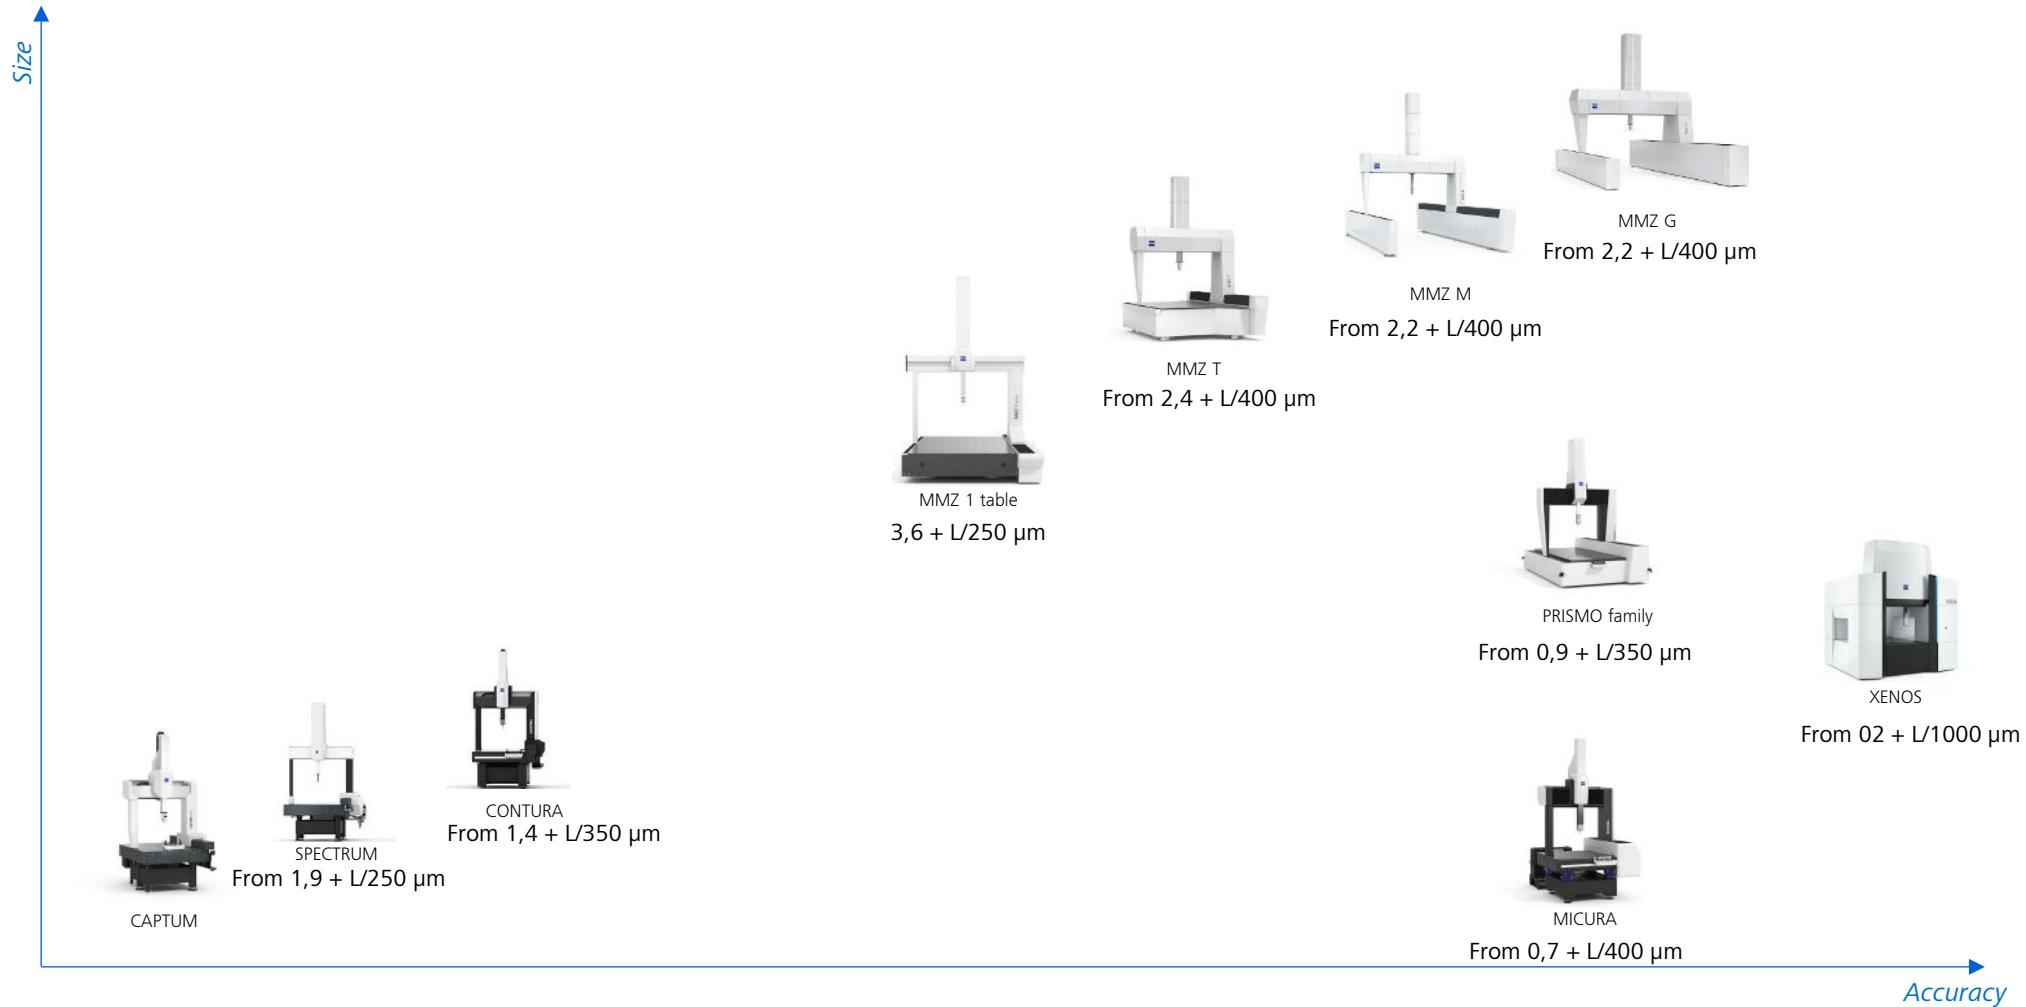 Size
MMZ G
From 2,2 + L/400 µm
MMZ M
From 2,2 + L/400 µm
MMZ T
From 2,4 + L/400 µm
MMZ 1 table
3,6 + L/250 µm
PRISMO family
From 0,9 + L/350 µm
XENOS
From 02 + L/1000 µm
CONTURA
From 1,4 + L/350 µm
SPECTRUM
From 1,9 + L/250 µm
CAPTUM
MICURA
From 0,7 + L/400 µm
Accuracy